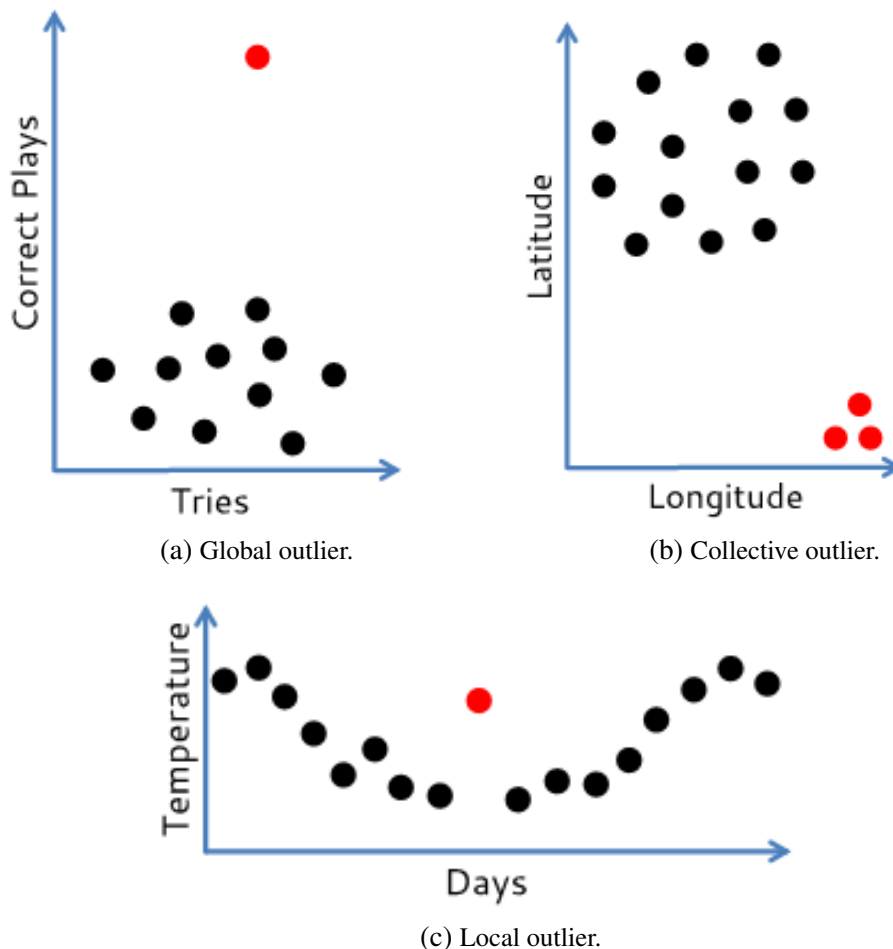 Correct Plays
Tries
(a) Global outlier.
Latitude
Longitude
(b) Collective outlier.
Temperature
Days
(c) Local outlier.